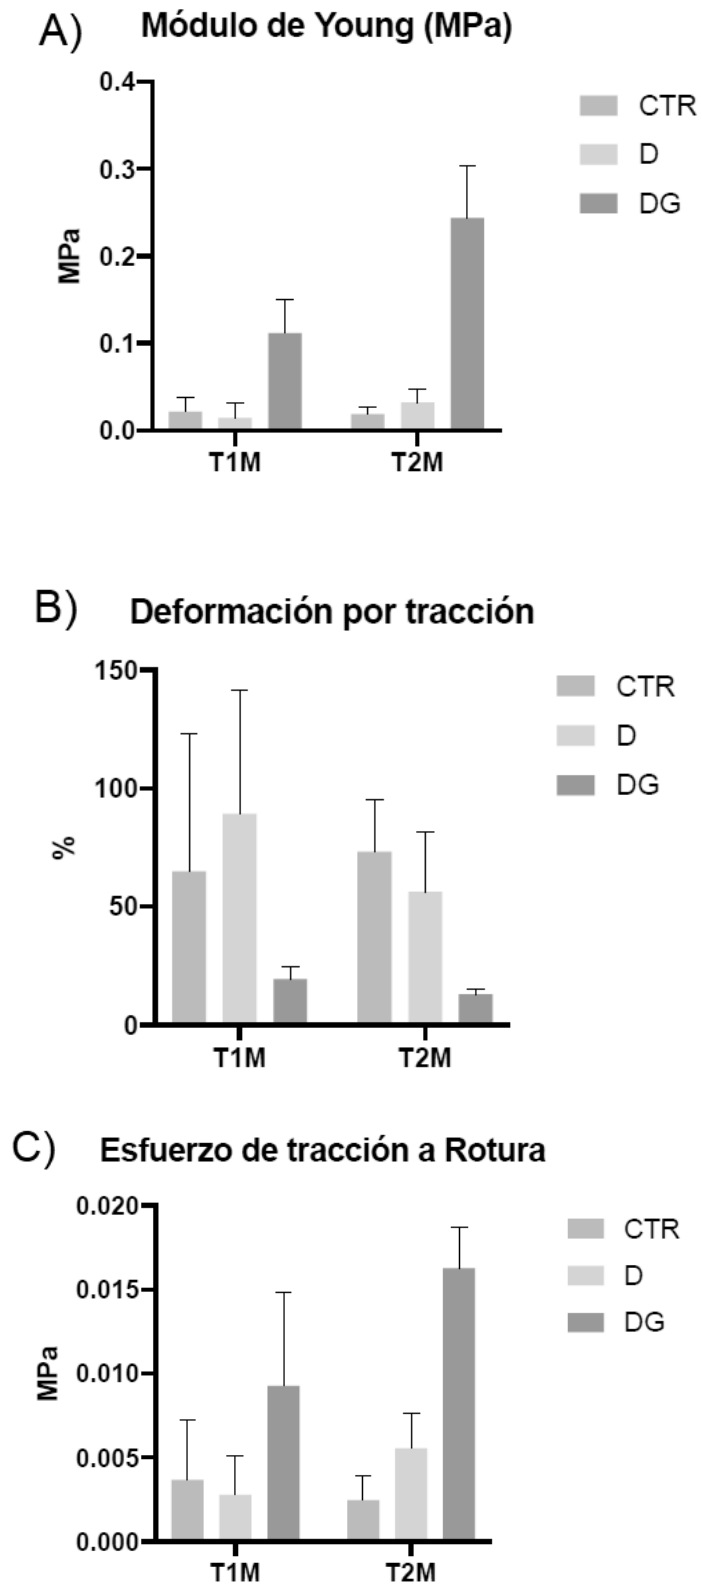 A) Módulo de Young (MPa)
0.4
0.3
0.2
0.1
0.0
MPa
T1M T2M
CTR
D
DG
B) Deformación por tracción
150
100
50
0
%
T1M T2M
CTR
D
DG
C) Esfuerzo de tracción a Rotura
0.020
0.015
0.010
0.005
0.000
MPa
T1M T2M
CTR
D
DG